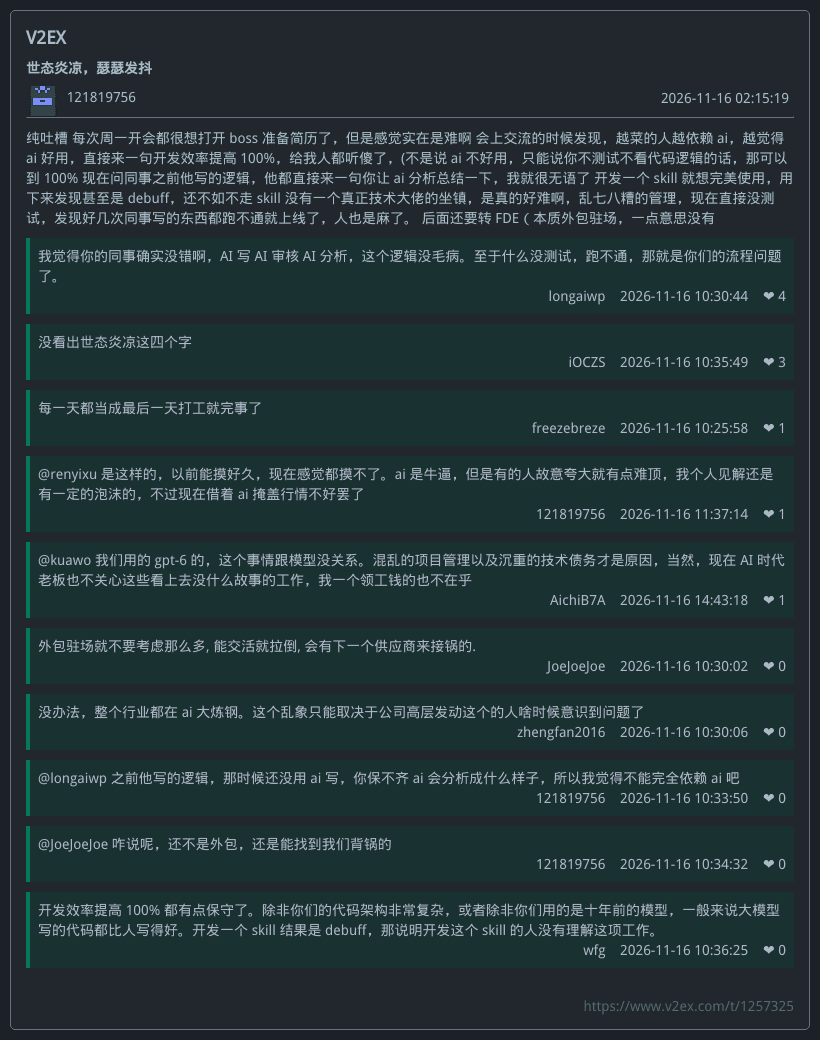 V2EX
世态炎凉，瑟瑟发抖
121819756
2026-11-16 02:15:19
纯吐槽 每次周一开会都很想打开 boss 准备简历了，但是感觉实在是难啊 会上交流的时候发现，越菜的人越依赖 ai，越觉得
ai 好用，直接来一句开发效率提高 100%，给我人都听傻了，(不是说 ai 不好用，只能说你不测试不看代码逻辑的话，那可以
到 100% 现在问同事之前他写的逻辑，他都直接来一句你让 ai 分析总结一下，我就很无语了 开发一个 skill 就想完美使用，用
下来发现甚至是 debuff，还不如不走 skill 没有一个真正技术大佬的坐镇，是真的好难啊，乱七八糟的管理，现在直接没测
试，发现好几次同事写的东西都跑不通就上线了，人也是麻了。 后面还要转 FDE ( 本质外包驻场，一点意思没有
我觉得你的同事确实没错啊，AI 写 AI 审核 AI 分析，这个逻辑没毛病。至于什么没测试，跑不通，那就是你们的流程问题
了。
longaiwp 2026-11-16 10:30:44 ❤ 4
没看出世态炎凉这四个字
iOCZS 2026-11-16 10:35:49 ❤ 3
每一天都当成最后一天打工就完事了
freezebreze 2026-11-16 10:25:58 ❤ 1
@renyixu 是这样的，以前能摸好久，现在感觉都摸不了。ai 是牛逼，但是有的人故意夸大就有点难顶，我个人见解还是
有一定的泡沫的，不过现在借着 ai 掩盖行情不好罢了
121819756 2026-11-16 11:37:14 ❤ 1
@kuawo 我们用的 gpt-6 的，这个事情跟模型没关系。混乱的项目管理以及沉重的技术债务才是原因，当然，现在 AI 时代
老板也不关心这些看上去没什么故事的工作，我一个领工钱的也不在乎
AichiB7A 2026-11-16 14:43:18 ❤ 1
外包驻场就不要考虑那么多, 能交活就拉倒, 会有下一个供应商来接锅的.
JoeJoeJoe 2026-11-16 10:30:02 ❤ 0
没办法，整个行业都在 ai 大炼钢。这个乱象只能取决于公司高层发动这个的人啥时候意识到问题了
zhengfan2016 2026-11-16 10:30:06 ❤ 0
@longaiwp 之前他写的逻辑，那时候还没用 ai 写，你保不齐 ai 会分析成什么样子，所以我觉得不能完全依赖 ai 吧
121819756 2026-11-16 10:33:50 ❤ 0
@JoeJoeJoe 咋说呢，还不是外包，还是能找到我们背锅的
121819756 2026-11-16 10:34:32 ❤ 0
开发效率提高 100% 都有点保守了。除非你们的代码架构非常复杂，或者除非你们用的是十年前的模型，一般来说大模型
写的代码都比人写得好。开发一个 skill 结果是 debuff，那说明开发这个 skill 的人没有理解这项工作。
wfg 2026-11-16 10:36:25 ❤ 0
https://www.v2ex.com/t/1257325